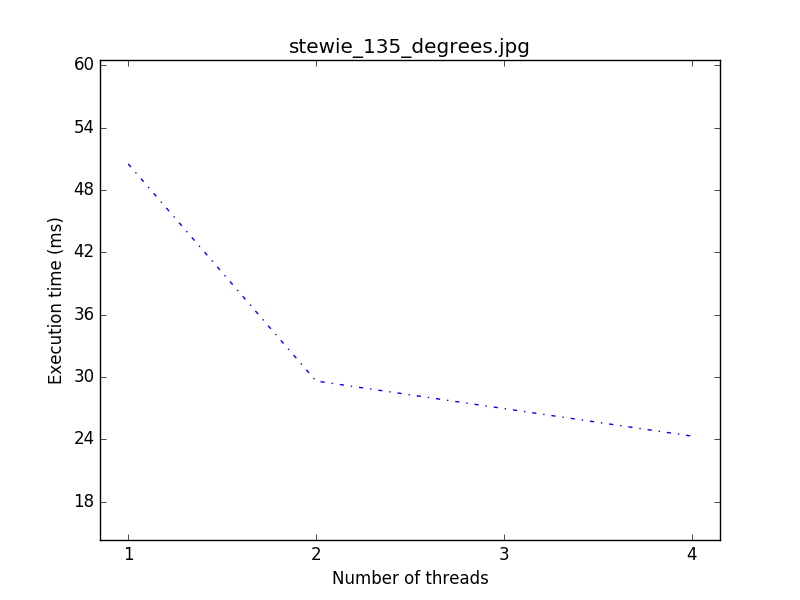 stewie_135_degrees.jpg
60
54
48
42
36
30
24
18
Execution time (ms)
1 2 3 4
Number of threads